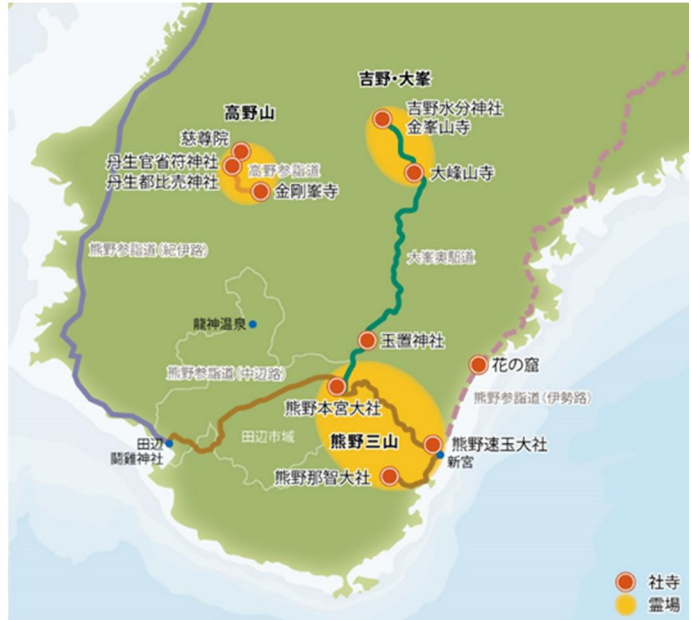 吉野・大峯
吉野水分神社
金峯山寺
高野山
慈尊院
丹生官省符神社
丹生都比売神社
高野参詣道
金剛峯寺
大峰山寺
熊野参詣道(紀伊路)
大峯奥駈道
龍神温泉
玉置神社
花の窟
熊野参詣道(中辺路)
熊野参詣道(伊勢路)
熊野本宮大社
田辺
闘雞神社
田辺市域
熊野三山
熊野速玉大社
新宮
熊野那智大社
社寺
霊場